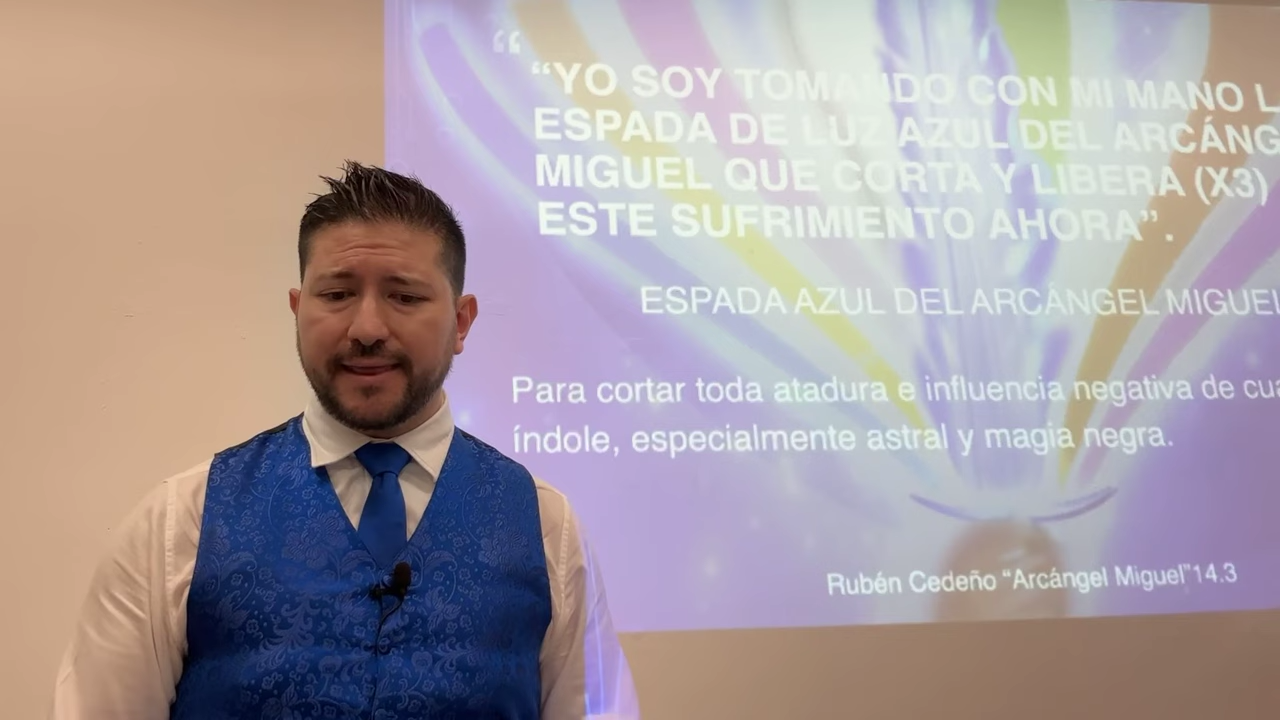 “
“YO SOY TOMANDO CON MI MANO L
ESPADA DE LUZ AZUL DEL ARCÁNG
MIGUEL QUE CORTA Y LIBERA (X3)
ESTE SUFRIMIENTO AHORA”.
ESPADA AZUL DEL ARCÁNGEL MIGUEL
Para cortar toda atadura e influencia negativa de cua
índole, especialmente astral y magia negra.
Rubén Cedeño “Arcángel Miguel”14.3